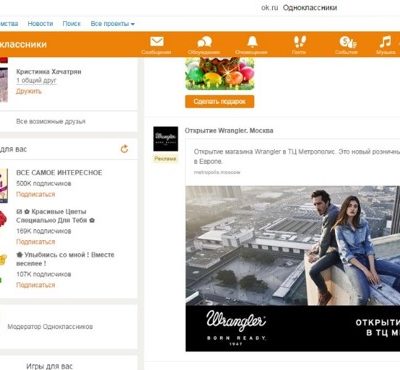 ok.ru Одноклассники
Новости Поиск Все проекты
классники
Сообщения Обсуждения Оповещения Гости События Музыка
Кристинка Хачатрян
1 общий друг
Дружить
Все возможные друзья
для вас
ВСЕ САМОЕ ИНТЕРЕСНОЕ
500K подписчиков
Подписаться
Красивые Цветы
Специально Для Тебя
169K подписчиков
Подписаться
Улыбнись со мной ! Вместе
веселее !
107K подписчиков
Подписаться
Модератор Одноклассников
Игры для вас
Сделать подарок
Wrangler
Реклама
Открытие Wrangler. Москва
Открытие магазина Wrangler в ТЦ Метрополис. Это новый розничны
в Европе.
metropolis.moscow
Wrangler
BORN READY.
1947
ОТКРЫТИ
В ТЦ М